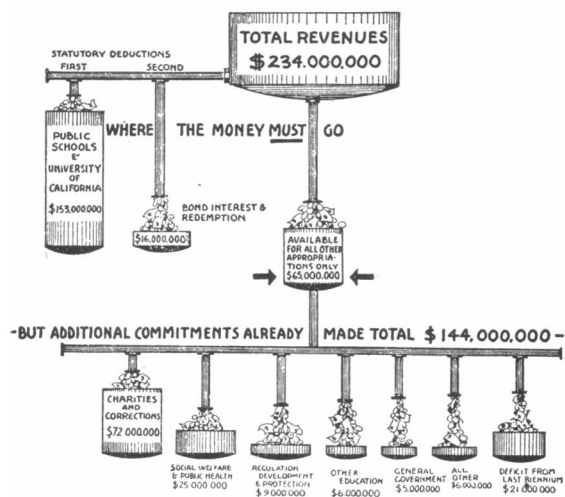 TOTAL REVENUES
$234.000.000
STATUTORY DEDUCTIONS
FIRST SECOND
WHERE THE MONEY MUST GO
PUBLIC
SCHOOLS
&
UNIVERSITY
OF
CALIFORNIA
$153,000,000
BOND INTEREST &
REDEMPTION
$16.000.000
AVAILABLE
FOR ALL OTHER
APPROPRIA-
TIONS ONLY
$65,000,000
-BUT ADDITIONAL COMMITMENTS ALREADY MADE TOTAL $144,000,000-
CHARITIES
AND
CORRECTIONS
$72 000.000
SOCIAL WELFARE
& PUBLIC HEALTH
$25 000 000
REGULATION
DEVELOPMENT
& PROTECTION
$9 000 000
OTHER
EDUCATION
$6.000.000
GENERAL
GOVERNMENT
$5.000.000
ALL
OTHER
$6.000.000
DEFICIT FROM
LAST BIENNIUM
$21 000 000